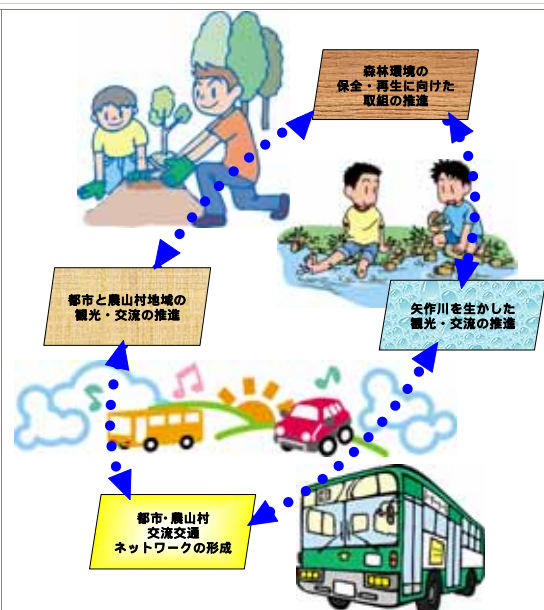 森林環境の
保全・再生に向けた
取組の推進
都市と農山村地域の
観光・交流の推進
矢作川を生かした
観光・交流の推進
都市・農山村
交流交通
ネットワークの形成